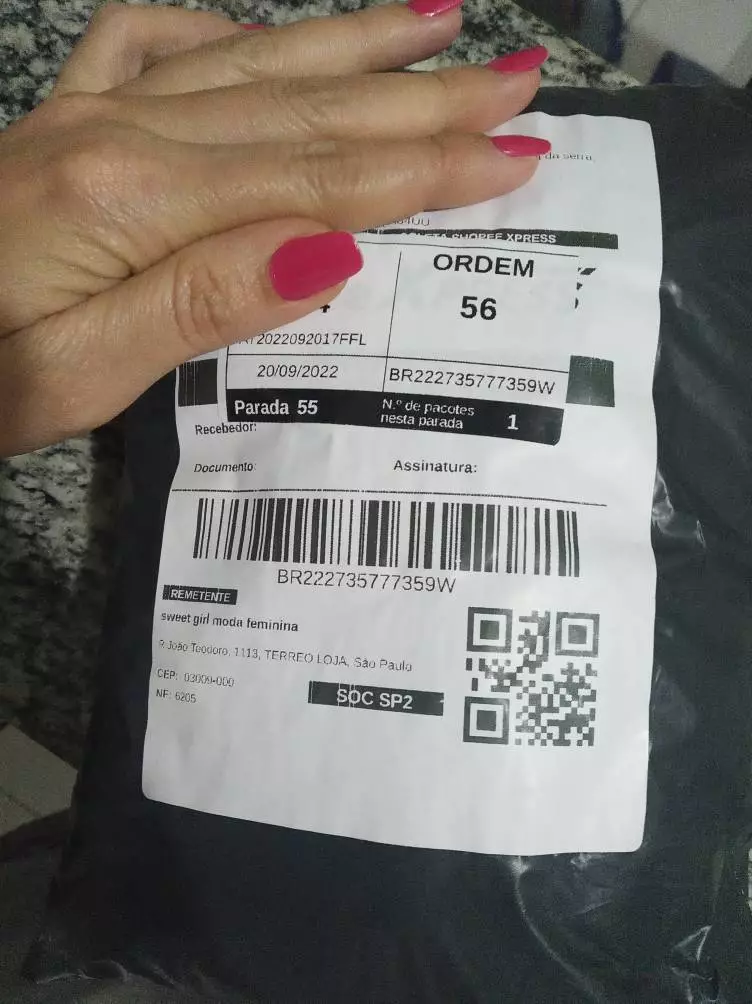 da serra,
SHOPEE XPRESS
ORDEM
56
2022092017FFL
20/09/2022
BR222735777359W
Parada 55
N.º de pacotes
nesta parada
1
Recebedor:
Documento:
Assinatura:
BR222735777359W
REMETENTE
sweet girl moda feminina
R João Teodoro, 1113, TERREO LOJA, São Paulo
CEP: 03009-000
NF: 6205
SOC SP2